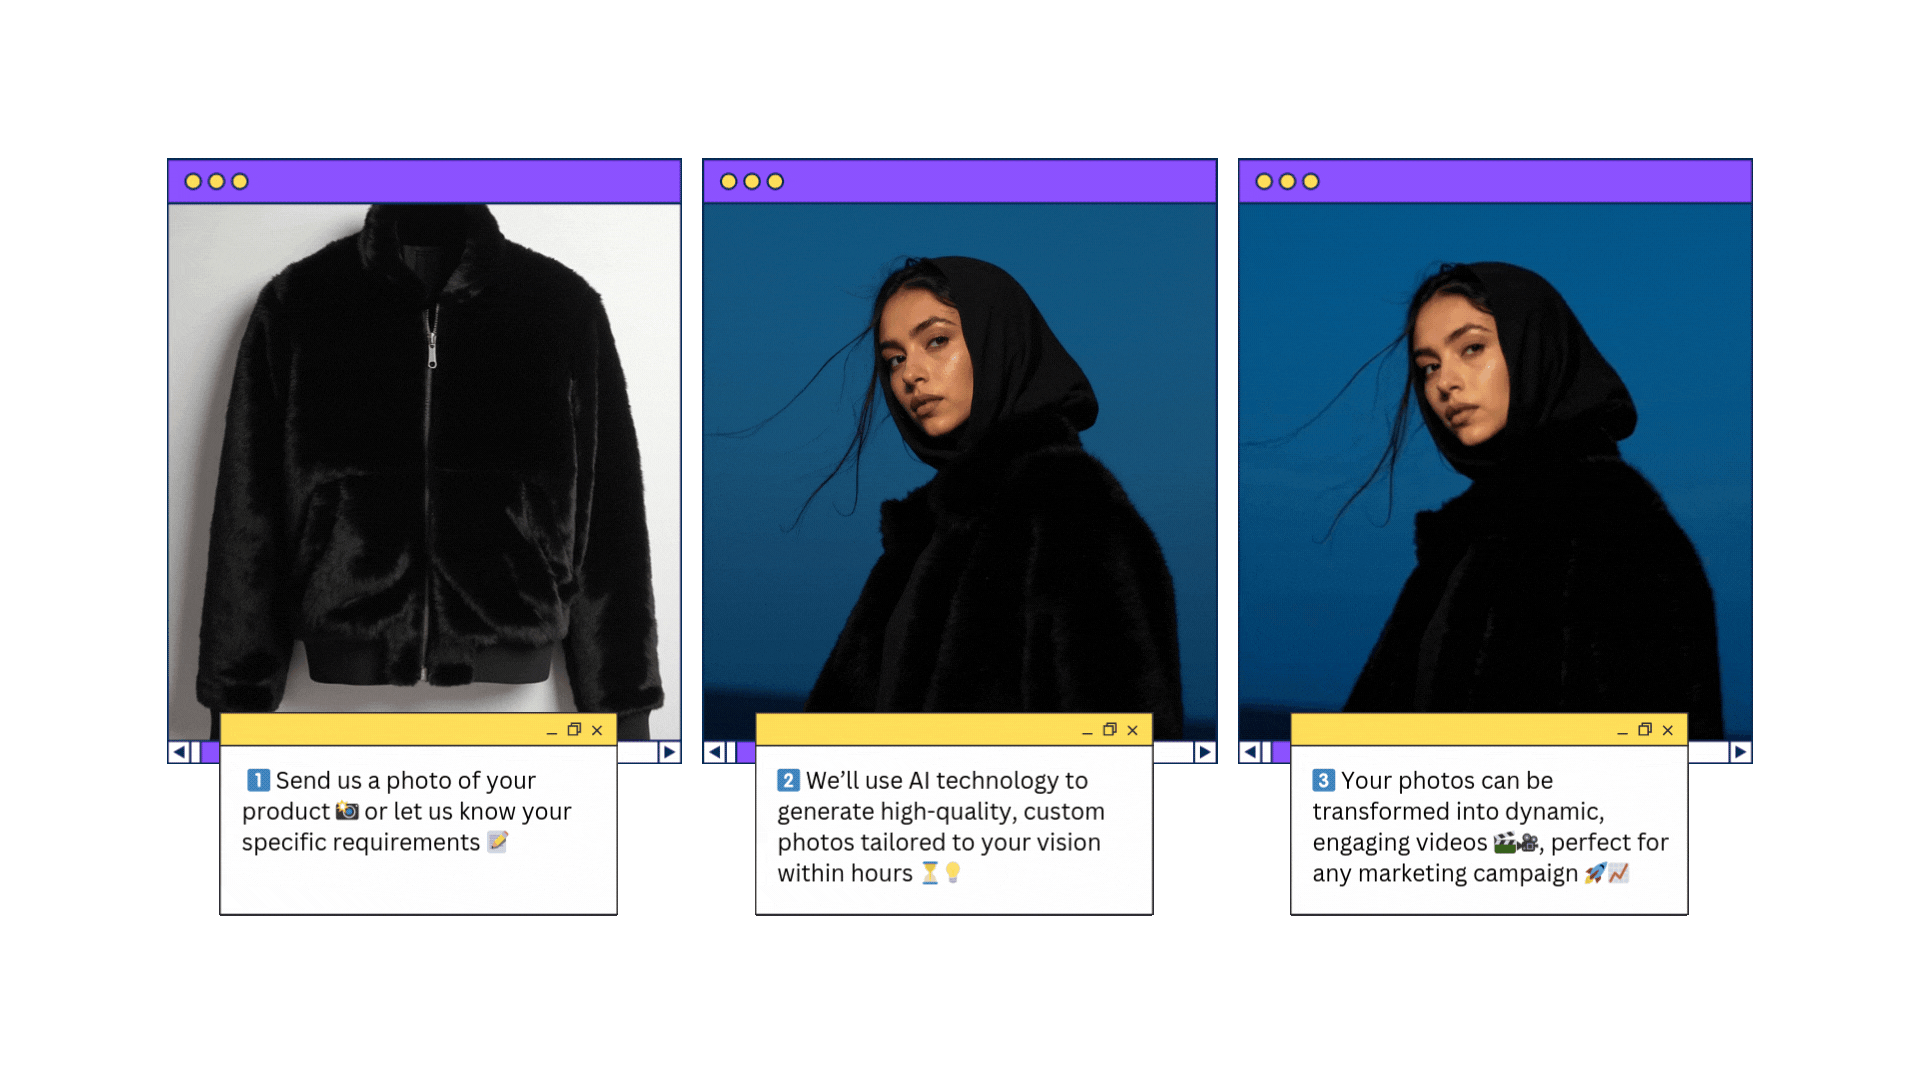 1️⃣ Send us a photo of your
product 📸 or let us know your
specific requirements 📝
2️⃣ We’ll use AI technology to
generate high-quality, custom
photos tailored to your vision
within hours ⏳💡
3️⃣ Your photos can be
transformed into dynamic,
engaging videos 🎬🎥, perfect for
any marketing campaign 🚀📈